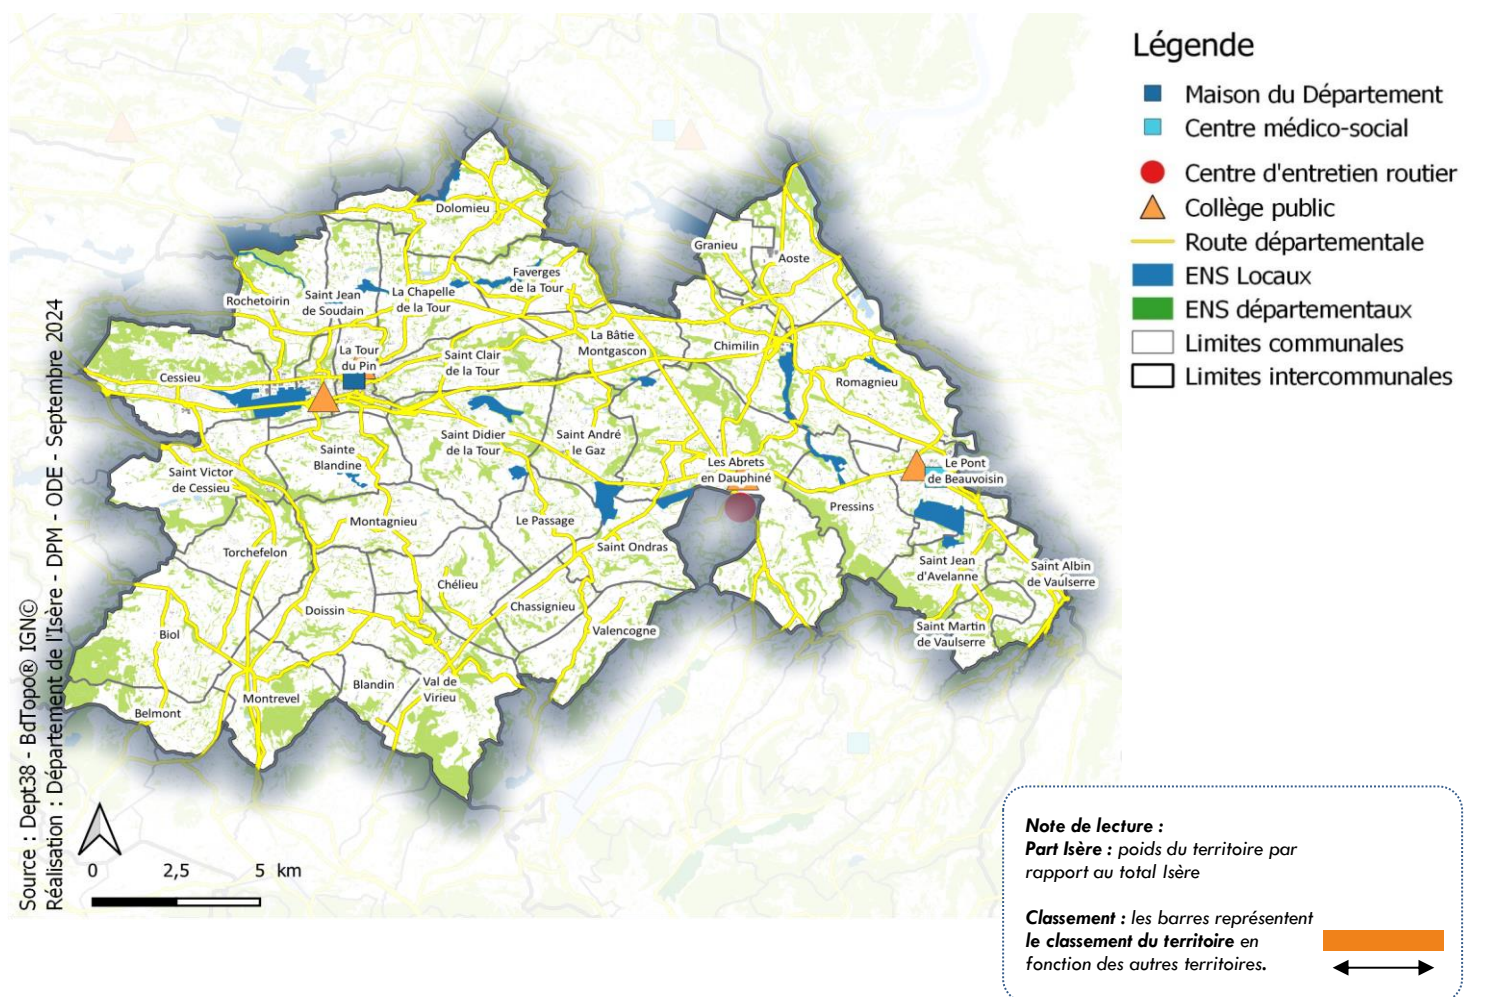 Légende
Maison du Département
Centre médico-social
Centre d'entretien routier
Collège public
Route départementale
ENS Locaux
ENS départementaux
Limites communales
Limites intercommunales
Dolomieu
Granieu
Aoste
Faverges
de la Tour
Rochetoirin
Saint Jean
de Soudain
La Chapelle
de la Tour
La Bâtie
Montgascon
Chimilin
La Tour
du Pin
Saint Clair
de la Tour
Cessieu
Romagnieu
Saint Didier
de la Tour
Saint André
le Gaz
Sainte
Blandine
Les Abrets
en Dauphiné
Le Pont
de Beauvoisin
Saint Victor
de Cessieu
Pressins
Montagnieu
Le Passage
Saint Ondras
Torchefelon
Saint Jean
d'Avelanne
Saint Albin
de Vaulserre
Chélieu
Doissin
Chassignieu
Valencogne
Biol
Saint Martin
de Vaulserre
Blandin
Val de
Virieu
Montrevel
Belmont
Source : Dept38 - BdTopo® IGN©
Réalisation : Département de l'Isère - DPM - ODE - Septembre 2024
0 2,5 5 km
Note de lecture :
Part Isère : poids du territoire par
rapport au total Isère
Classement : les barres représentent
le classement du territoire en
fonction des autres territoires.